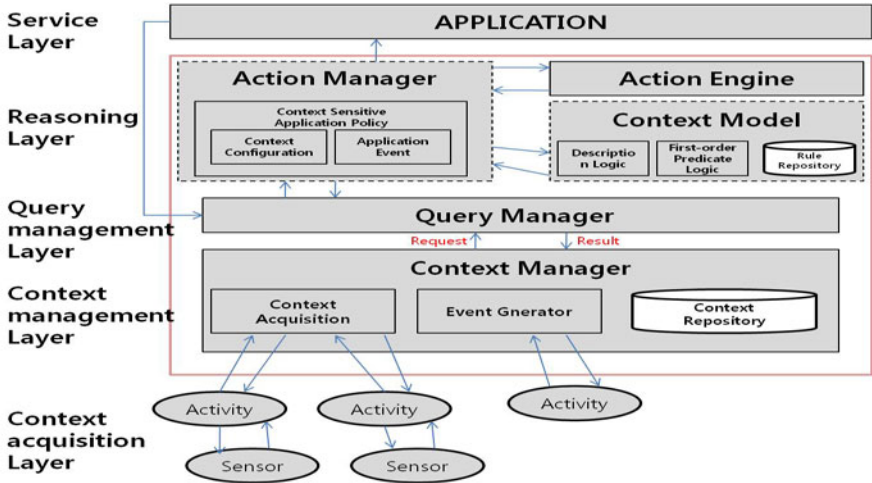 Service
Layer
APPLICATION
Reasoning
Layer
Action Manager
Context Sensitive
Application Policy
Context
Configuration
Application
Event
Action Engine
Context Model
Descriptio
n Logic
First-order
Predicate
Logic
Rule
Repository
Query
management
Layer
Query Manager
Request
Result
Context
management
Layer
Context Manager
Context
Acquisition
Event Gnerator
Context
Repository
Context
acquisition
Layer
Activity
Activity
Activity
Sensor
Sensor